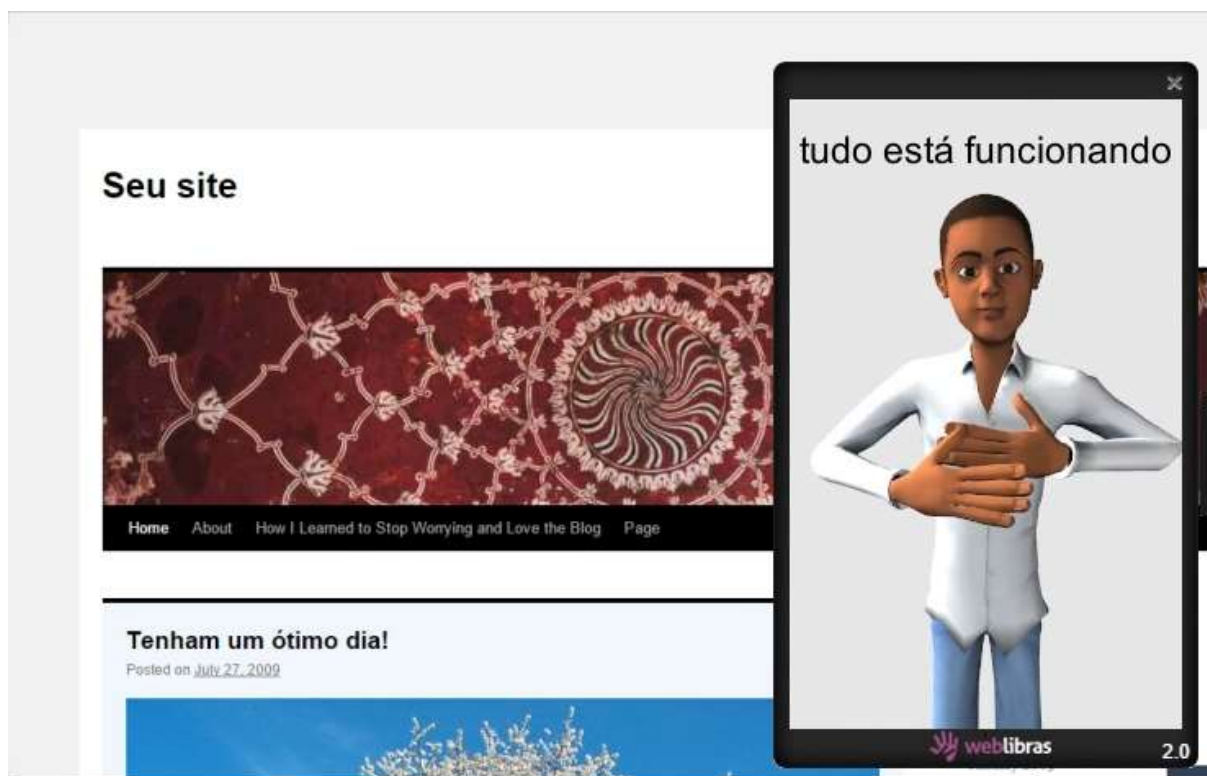 Seu site
Home About How I Learned to Stop Worrying and Love the Blog Page
Tenham um ótimo dia!
Posted on July 27, 2009
tudo está funcionando
weblibras
2.0